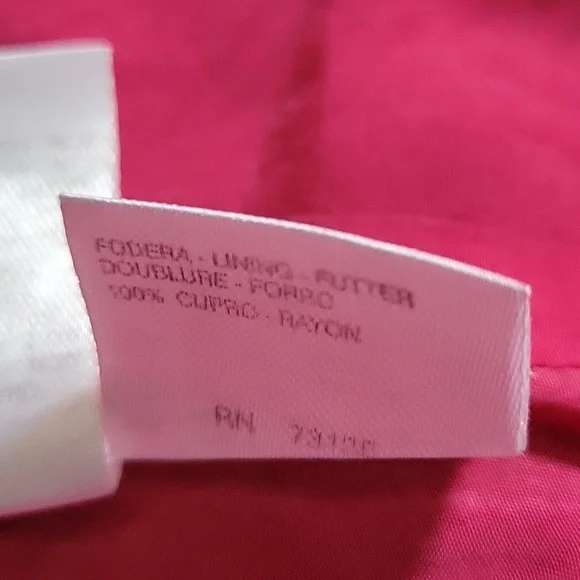 FODERA - LINING - FUTTER
DOUBLURE - FORRO
100% CUPRO - RAYON
RN